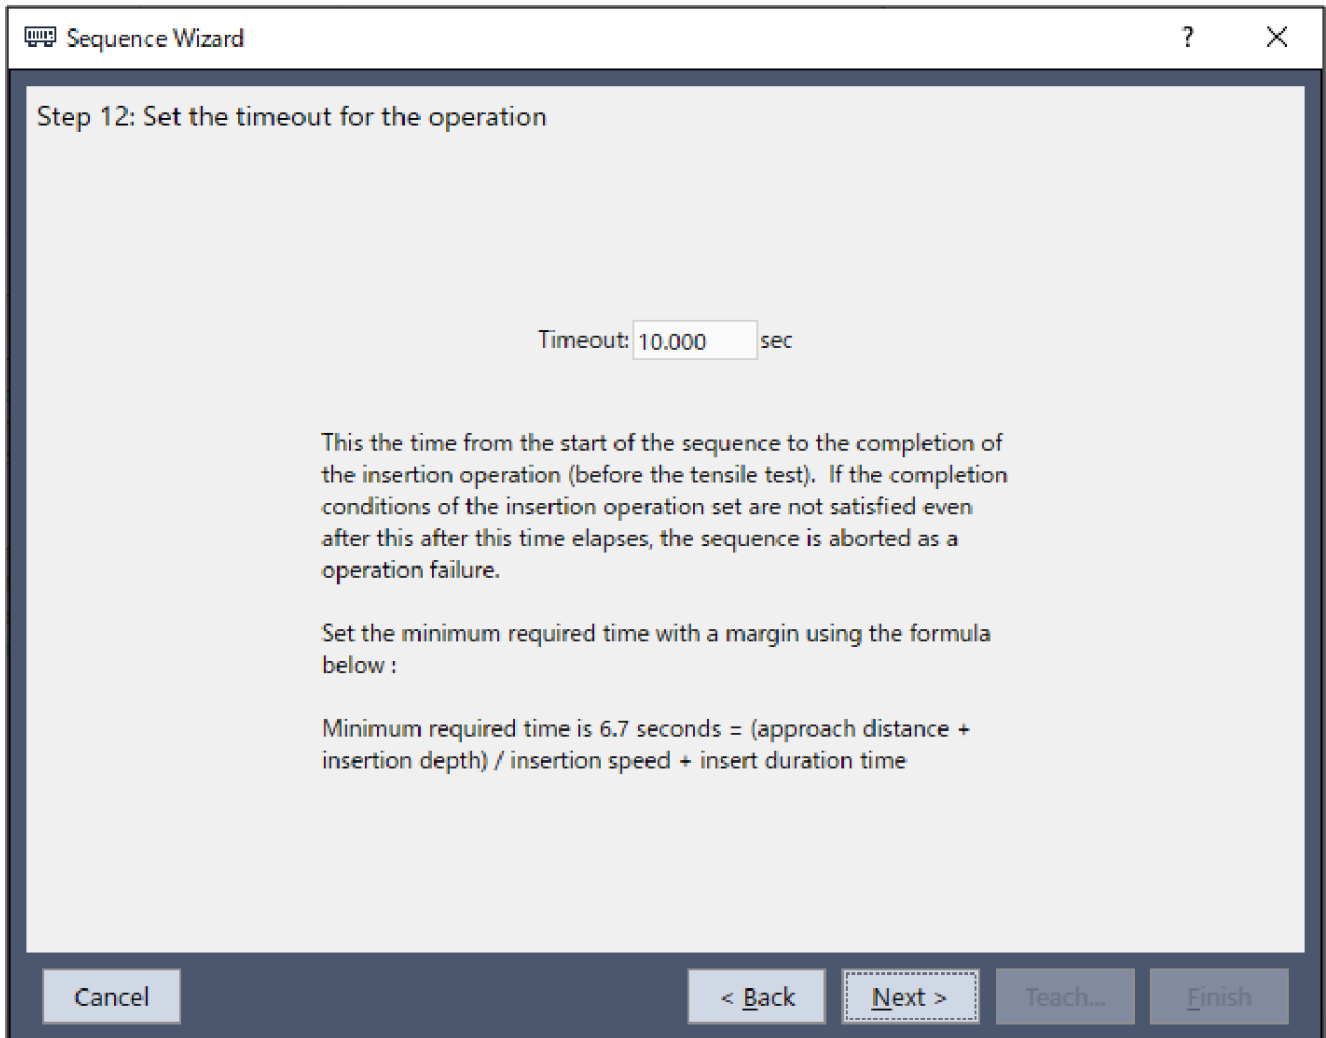 Sequence Wizard ?
Step 12: Set the timeout for the operation
Timeout: 10.000 sec
This the time from the start of the sequence to the completion of
the insertion operation (before the tensile test).  If the completion
conditions of the insertion operation set are not satisfied even
after this after this time elapses, the sequence is aborted as a
operation failure.
Set the minimum required time with a margin using the formula
below :
Minimum required time is 6.7 seconds = (approach distance +
insertion depth) / insertion speed + insert duration time
Cancel < Back Next > Teach... Finish